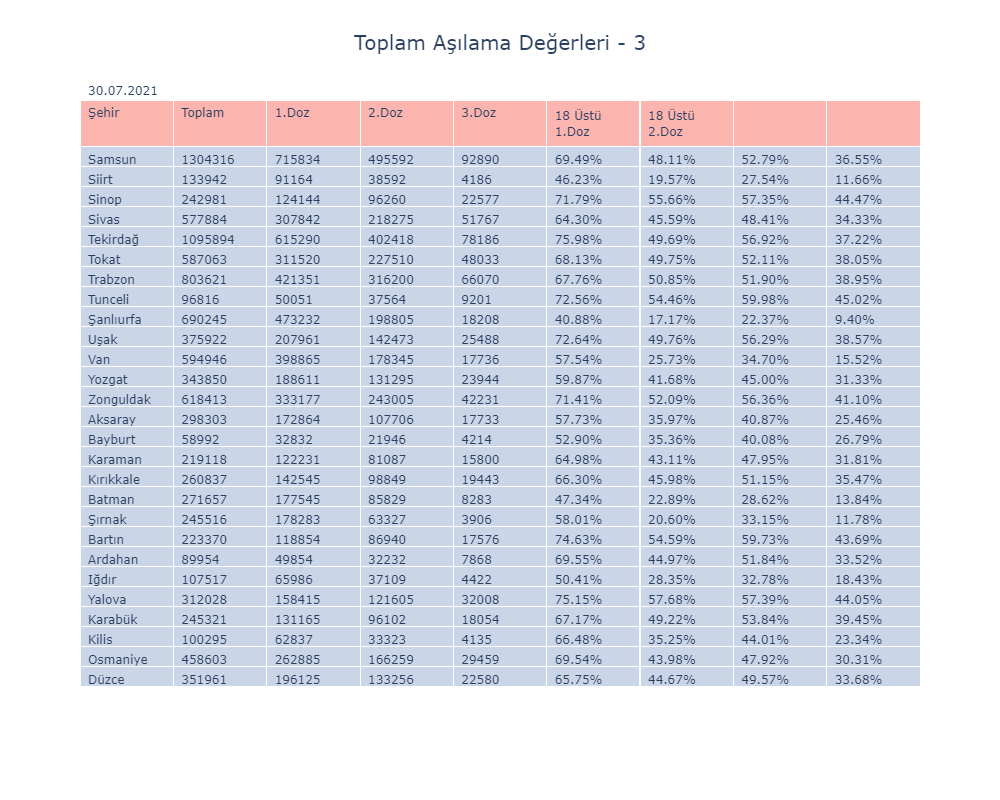 Toplam Aşılama Değerleri - 3
30.07.2021
Şehir Toplam 1.Doz 2.Doz 3.Doz 18 Üstü 1.Doz 18 Üstü 2.Doz
Samsun 1304316 715834 495592 92890 69.49% 48.11% 52.79% 36.55%
Siirt 133942 91164 38592 4186 46.23% 19.57% 27.54% 11.66%
Sinop 242981 124144 96260 22577 71.79% 55.66% 57.35% 44.47%
Sivas 577884 307842 218275 51767 64.30% 45.59% 48.41% 34.33%
Tekirdağ 1095894 615290 402418 78186 75.98% 49.69% 56.92% 37.22%
Tokat 587063 311520 227510 48033 68.13% 49.75% 52.11% 38.05%
Trabzon 803621 421351 316200 66070 67.76% 50.85% 51.90% 38.95%
Tunceli 96816 50051 37564 9201 72.56% 54.46% 59.98% 45.02%
Şanlıurfa 690245 473232 198805 18208 40.88% 17.17% 22.37% 9.40%
Uşak 375922 207961 142473 25488 72.64% 49.76% 56.29% 38.57%
Van 594946 398865 178345 17736 57.54% 25.73% 34.70% 15.52%
Yozgat 343850 188611 131295 23944 59.87% 41.68% 45.00% 31.33%
Zonguldak 618413 333177 243005 42231 71.41% 52.09% 56.36% 41.10%
Aksaray 298303 172864 107706 17733 57.73% 35.97% 40.87% 25.46%
Bayburt 58992 32832 21946 4214 52.90% 35.36% 40.08% 26.79%
Karaman 219118 122231 81087 15800 64.98% 43.11% 47.95% 31.81%
Kırıkkale 260837 142545 98849 19443 66.30% 45.98% 51.15% 35.47%
Batman 271657 177545 85829 8283 47.34% 22.89% 28.62% 13.84%
Şırnak 245516 178283 63327 3906 58.01% 20.60% 33.15% 11.78%
Bartın 223370 118854 86940 17576 74.63% 54.59% 59.73% 43.69%
Ardahan 89954 49854 32232 7868 69.55% 44.97% 51.84% 33.52%
Iğdır 107517 65986 37109 4422 50.41% 28.35% 32.78% 18.43%
Yalova 312028 158415 121605 32008 75.15% 57.68% 57.39% 44.05%
Karabük 245321 131165 96102 18054 67.17% 49.22% 53.84% 39.45%
Kilis 100295 62837 33323 4135 66.48% 35.25% 44.01% 23.34%
Osmaniye 458603 262885 166259 29459 69.54% 43.98% 47.92% 30.31%
Düzce 351961 196125 133256 22580 65.75% 44.67% 49.57% 33.68%